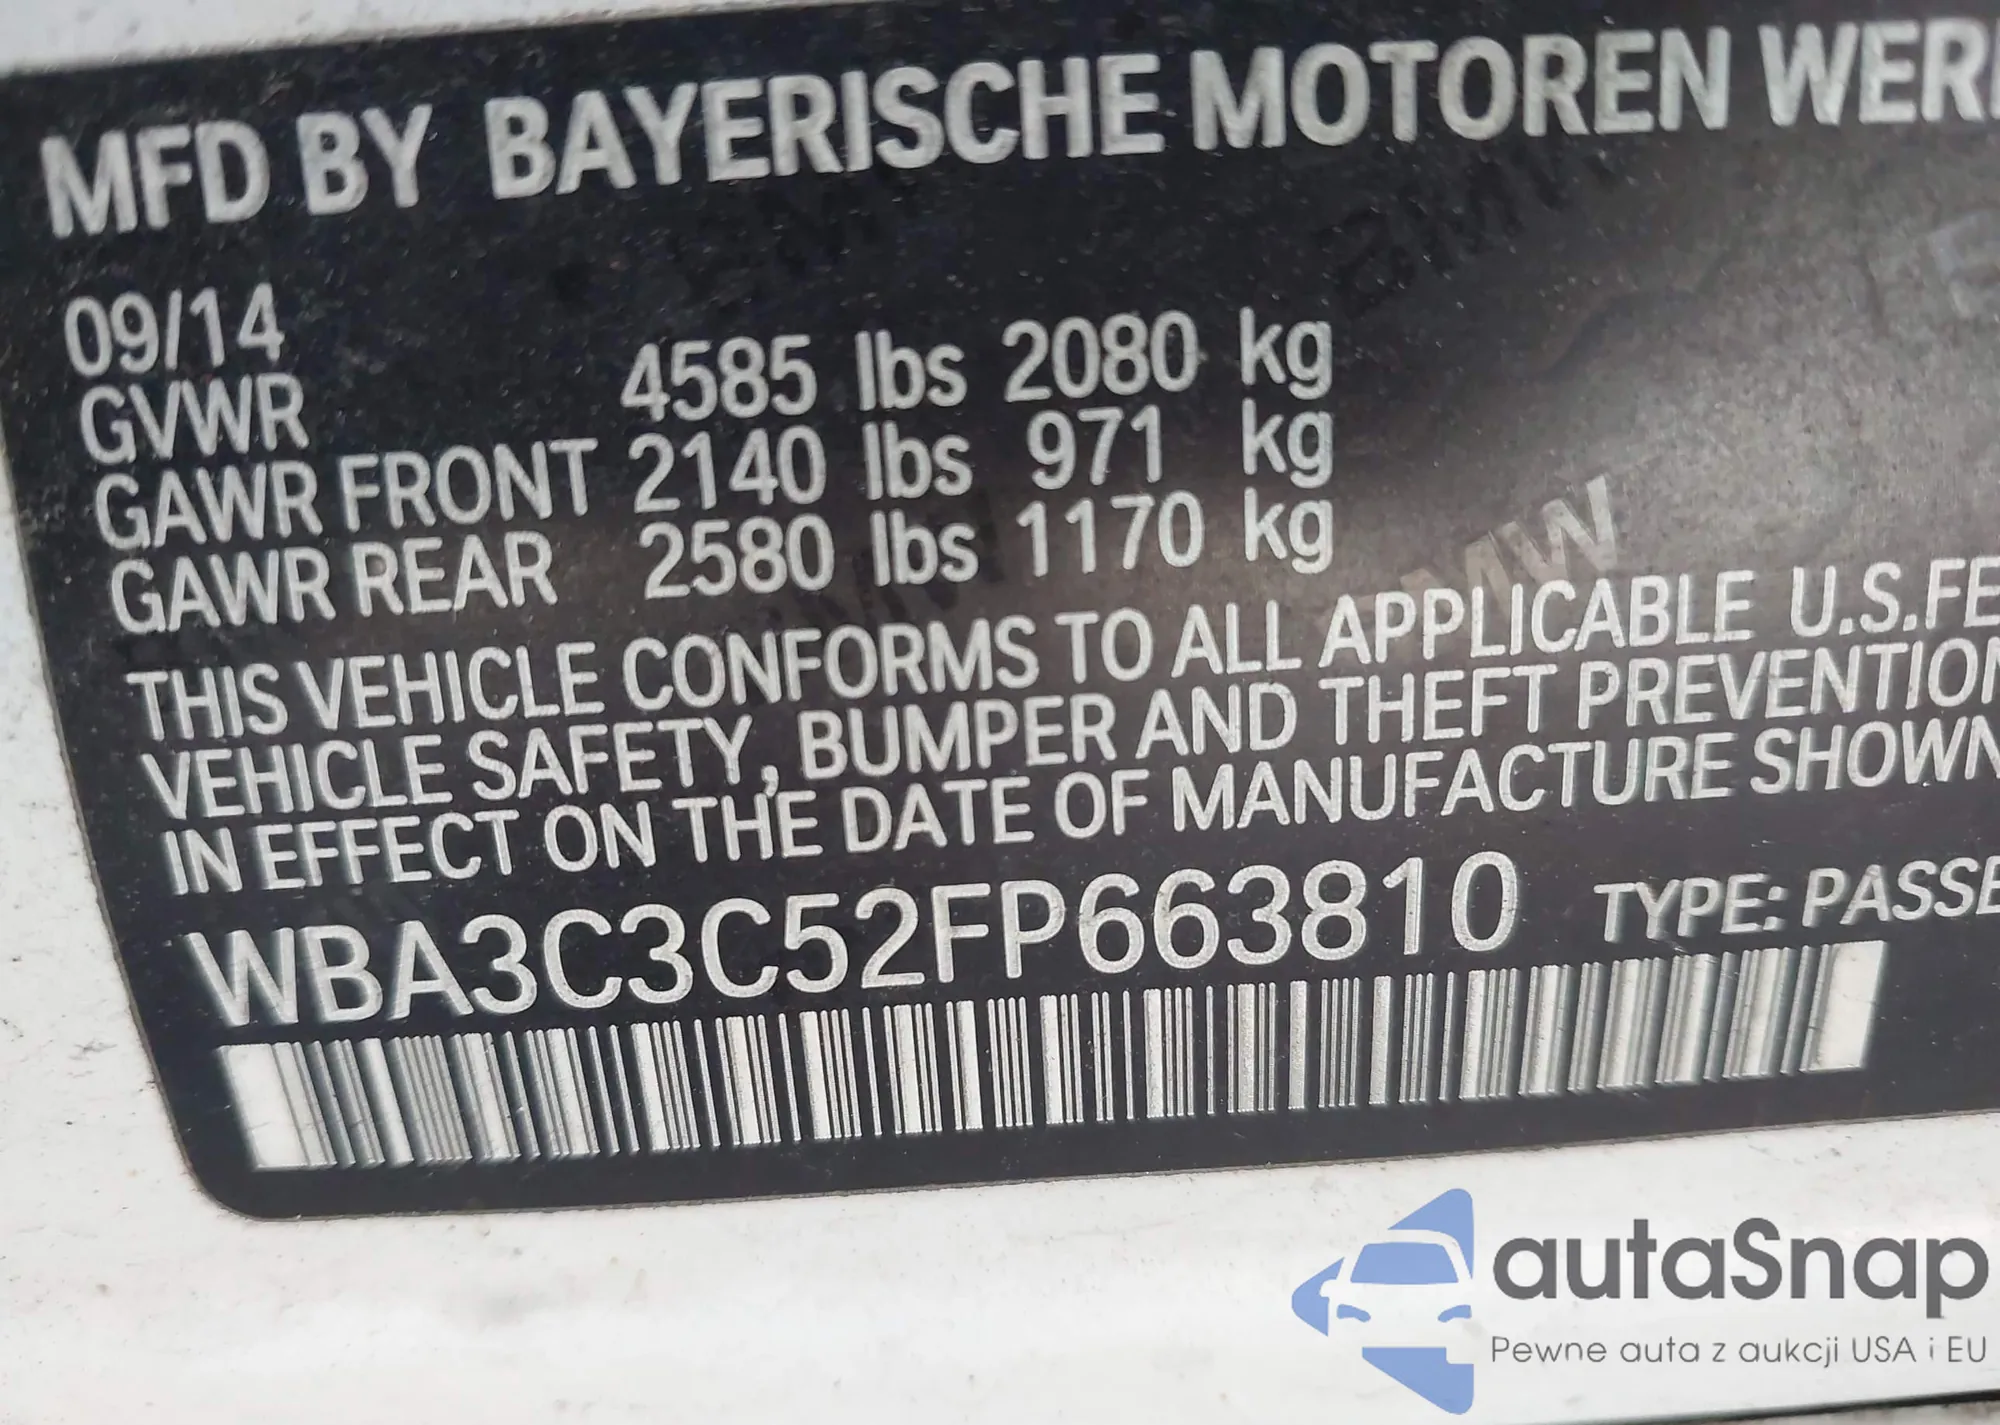 MFD BY BAYERISCHE MOTOREN WER
09/14
GVWR 4585 lbs 2080 kg
GAWR FRONT 2140 lbs 971 kg
GAWR REAR 2580 lbs 1170 kg
THIS VEHICLE CONFORMS TO ALL APPLICABLE U.S.FE
VEHICLE SAFETY, BUMPER AND THEFT PREVENTION
IN EFFECT ON THE DATE OF MANUFACTURE SHOWN
WBA3C3C52FP663810 TYPE: PASSE
autaSnap
Pewne auta z aukcji USA i EU